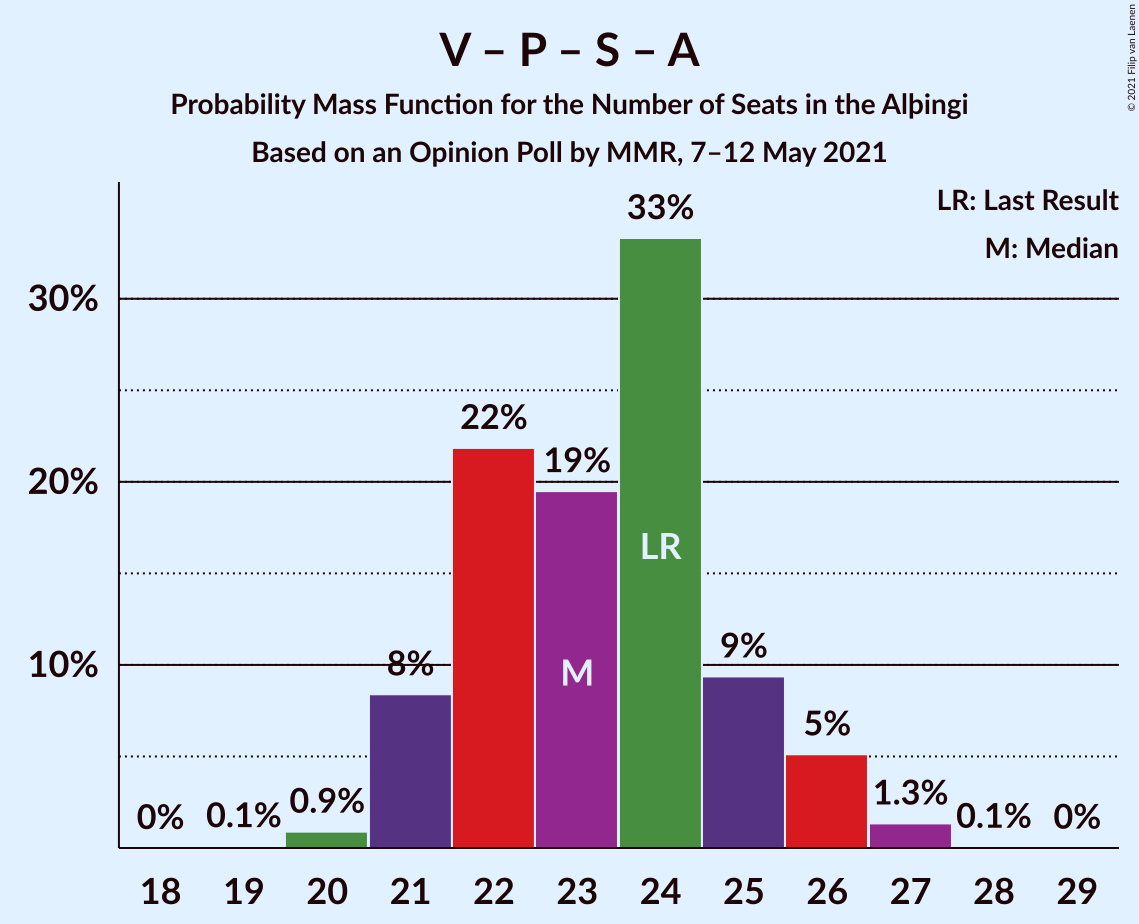 V – P – S – A
Probability Mass Function for the Number of Seats in the Alþingi
Based on an Opinion Poll by MMR, 7–12 May 2021
© 2021 Filip van Laenen
LR: Last Result
M: Median
33%
30%
22%
19%
20%
LR
9%
8%
M
10%
5%
1.3%
0.9%
0% 0.1% 0.1% 0%
18 19 20 21 22 23 24 25 26 27 28 29